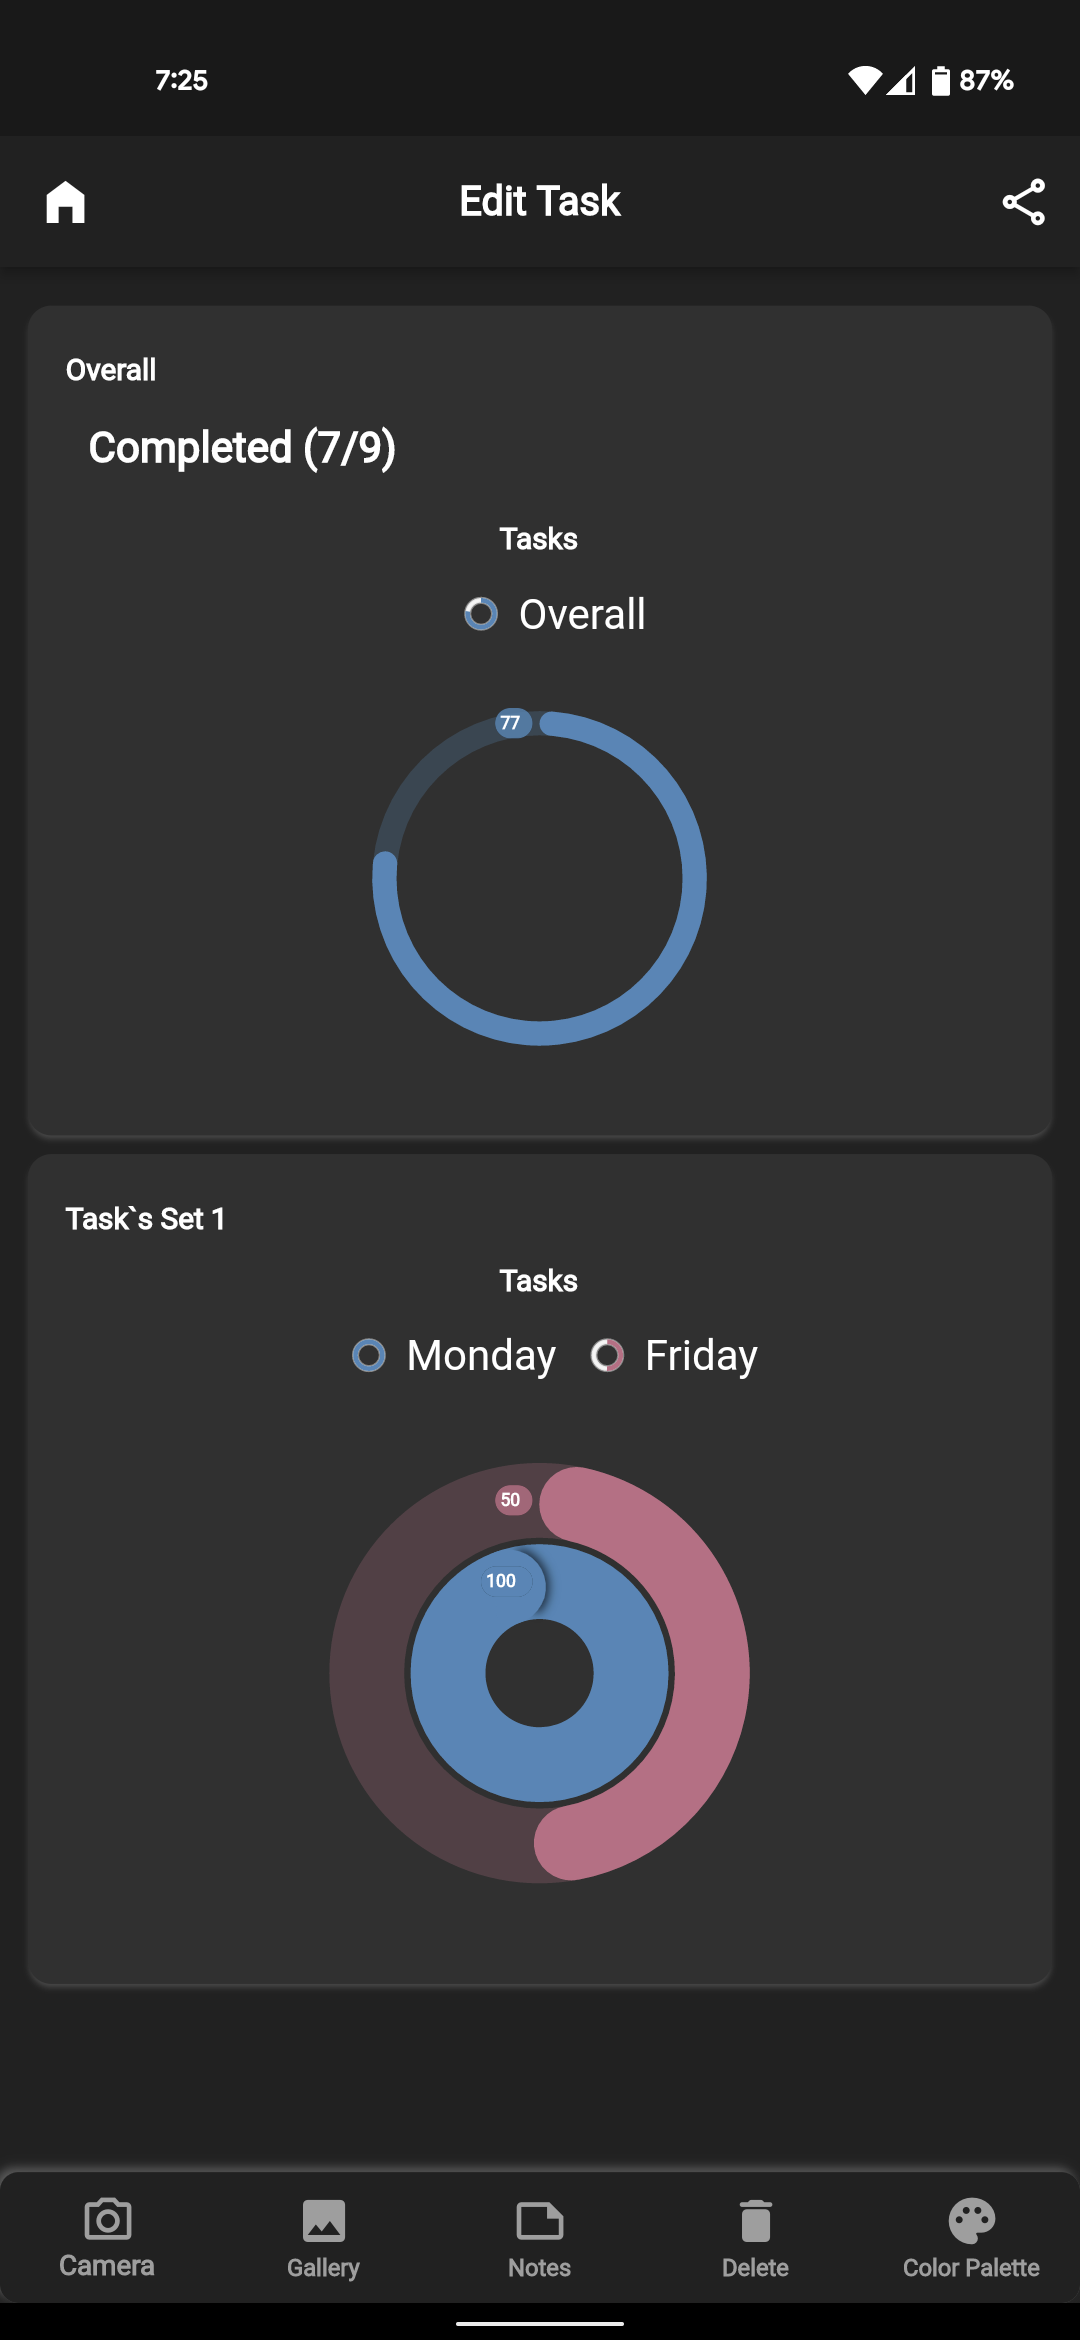 7:25
87%
Edit Task
Overall
Completed (7/9)
Tasks
Overall
77
Task`s Set 1
Tasks
Monday Friday
50
100
Camera Gallery Notes Delete Color Palette